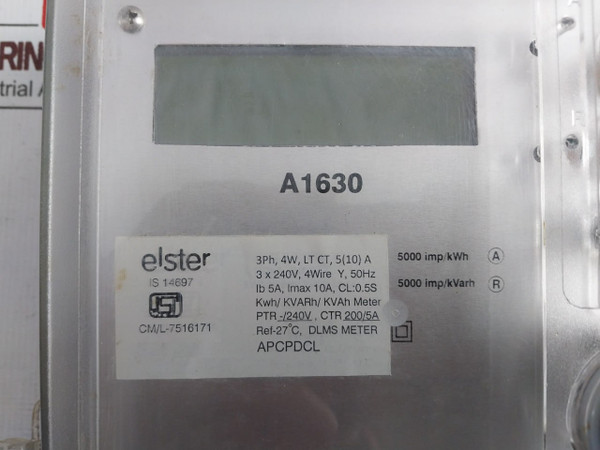 RIN
trial A
A1630
elster
IS 14697
CM/L-7516171
3Ph, 4W, LT CT, 5(10) A
3 x 240V, 4Wire Y, 50Hz
Ib 5A, Imax 10A, CL:0.5S
Kwh/ KVARh/ KVAh Meter
PTR -/240V , CTR 200/5A
Ref-27°C, DLMS METER
APCPDCL
5000 imp/kWh A
5000 imp/kVarh R